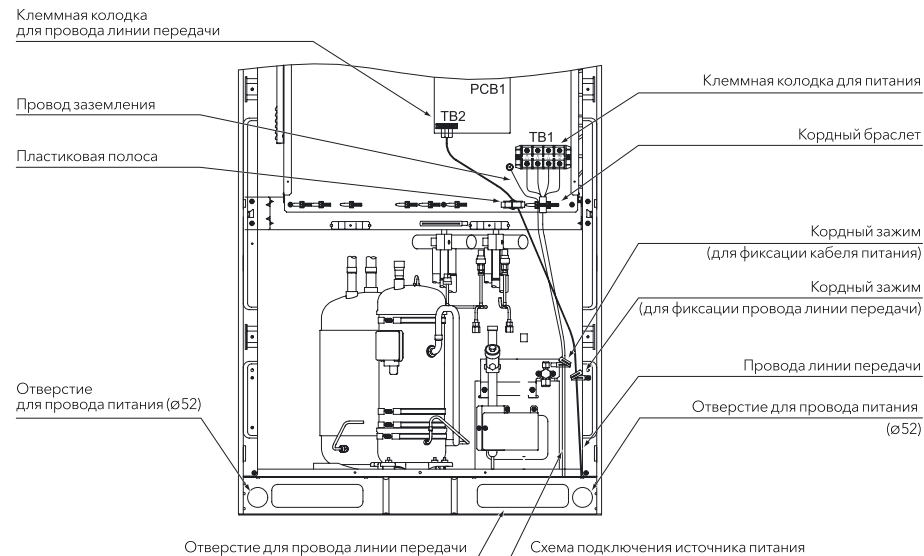 Клеммная колодка
для провода линии передачи
PCB1
Клеммная колодка для питания
TB2
Провод заземления
TB1
Кордный браслет
Пластиковая полоса
Кордный зажим
(для фиксации кабеля питания)
Кордный зажим
(для фиксации провода линии передачи)
Провода линии передачи
Отверстие
для провода питания (ø52)
Отверстие для провода питания
(ø52)
Отверстие для провода линии передачи
Схема подключения источника питания